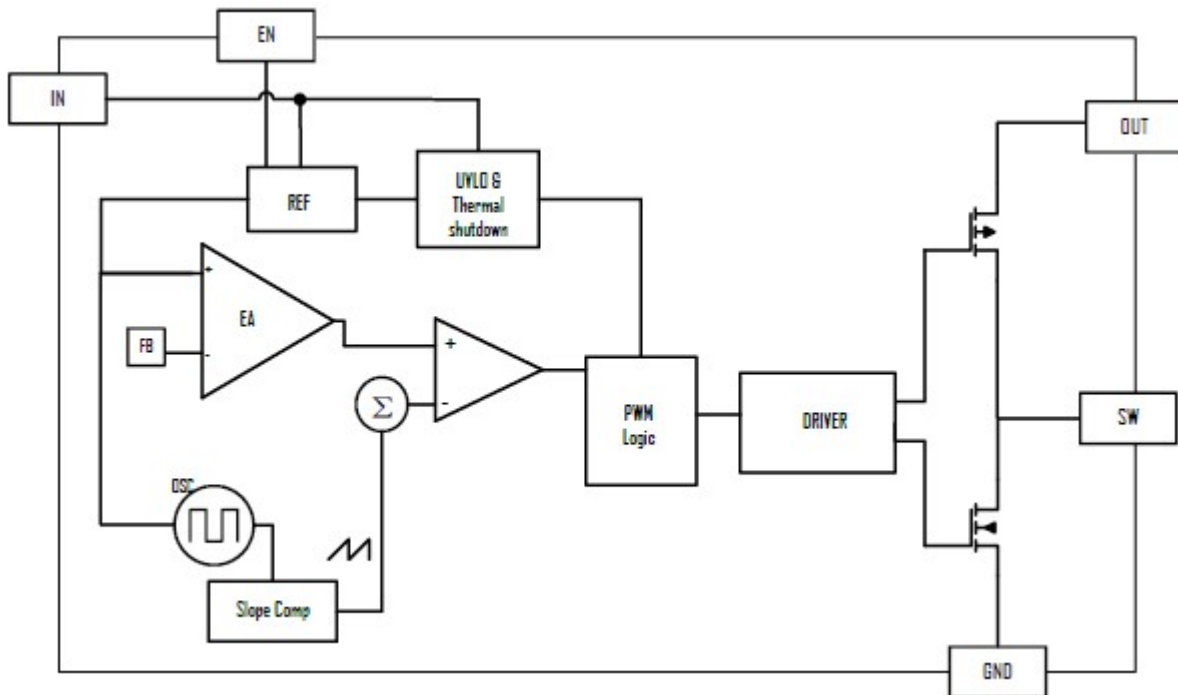 EN
IN
OUT
REF
UVLO &
Thermal
shutdown
+
EA
FB
-
+
Σ
-
PWM
Logic
DRIVER
SW
OSC
Slope Comp
GND